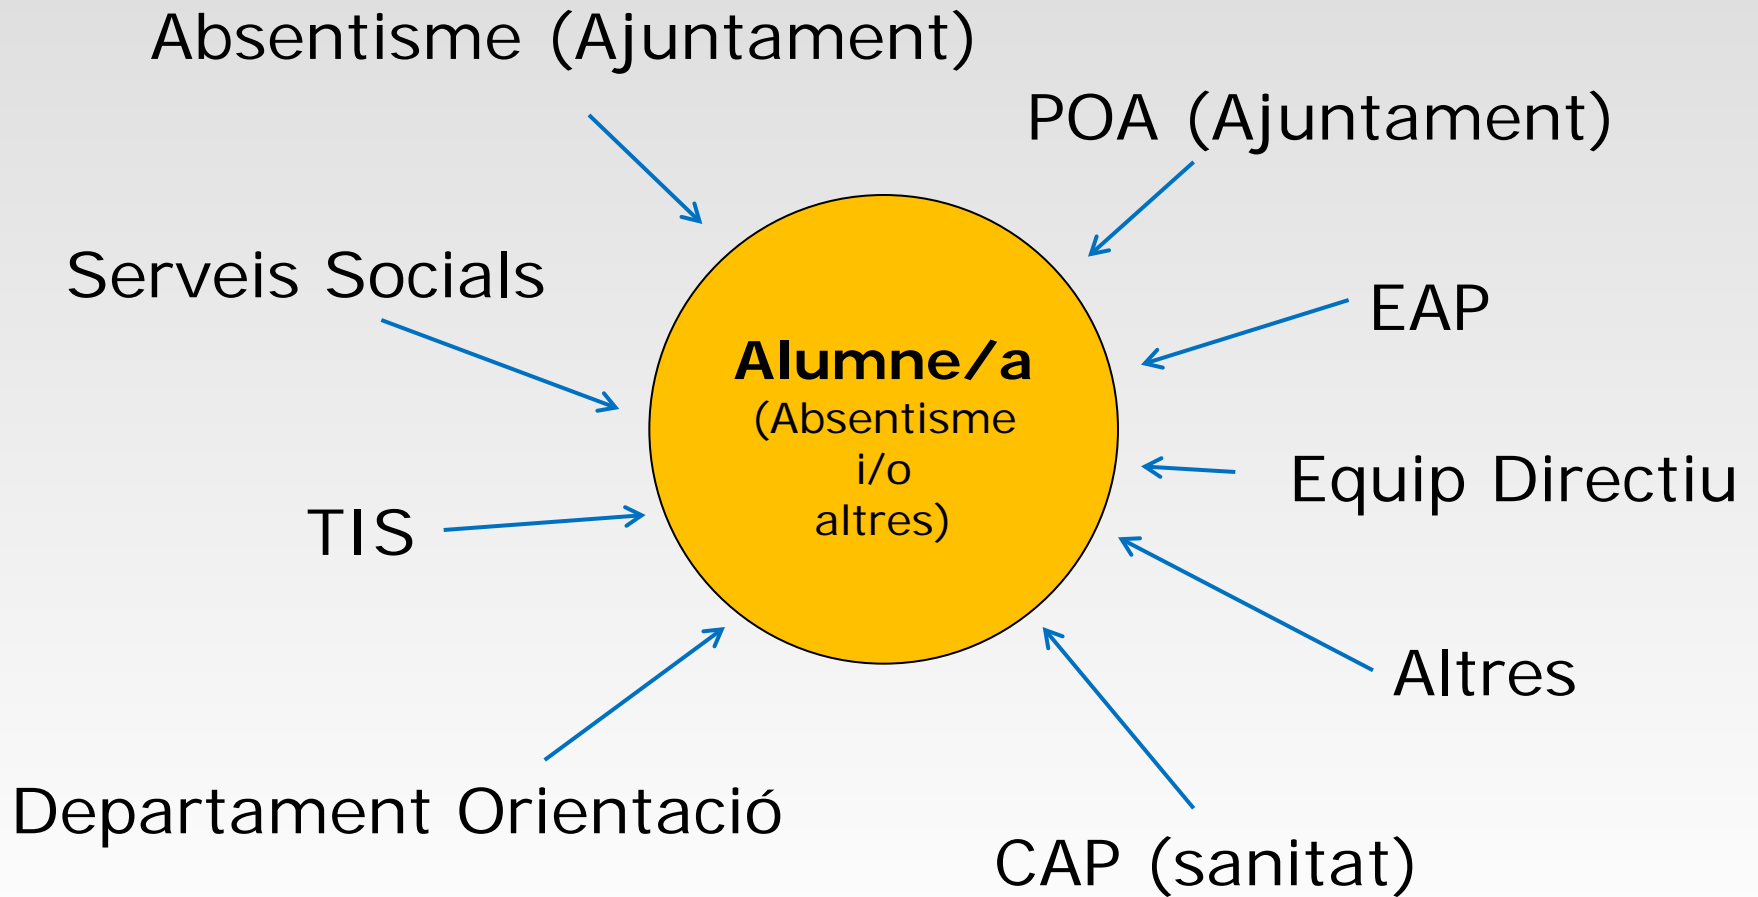 Absentisme (Ajuntament)
POA (Ajuntament)
Serveis Socials
EAP
Alumne/a
(Absentisme
i/o
altres)
Equip Directiu
TIS
Altres
Departament Orientació
CAP (sanitat)